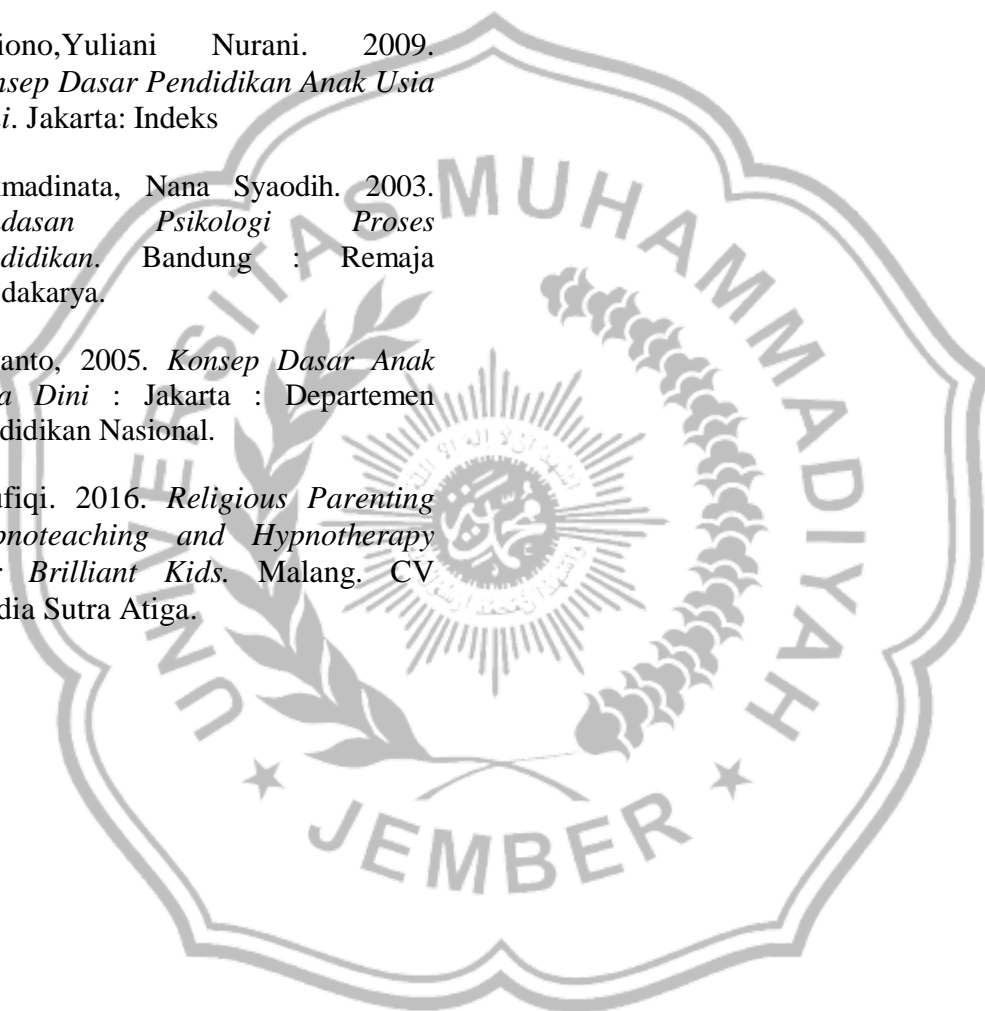 iono,Yuliani Nurani. 2009.
nsep Dasar Pendidikan Anak Usia
i. Jakarta: Indeks
madinata, Nana Syaodih. 2003.
dasan Psikologi Proses
didikan. Bandung : Remaja
dakarya.
anto, 2005. Konsep Dasar Anak
a Dini : Jakarta : Departemen
didikan Nasional.
fiqi. 2016. Religious Parenting
pnoteaching and Hypnotherapy
r Brilliant Kids. Malang. CV
dia Sutra Atiga.
UNIVERSITAS MUHAMMADIYAH
JEMBER